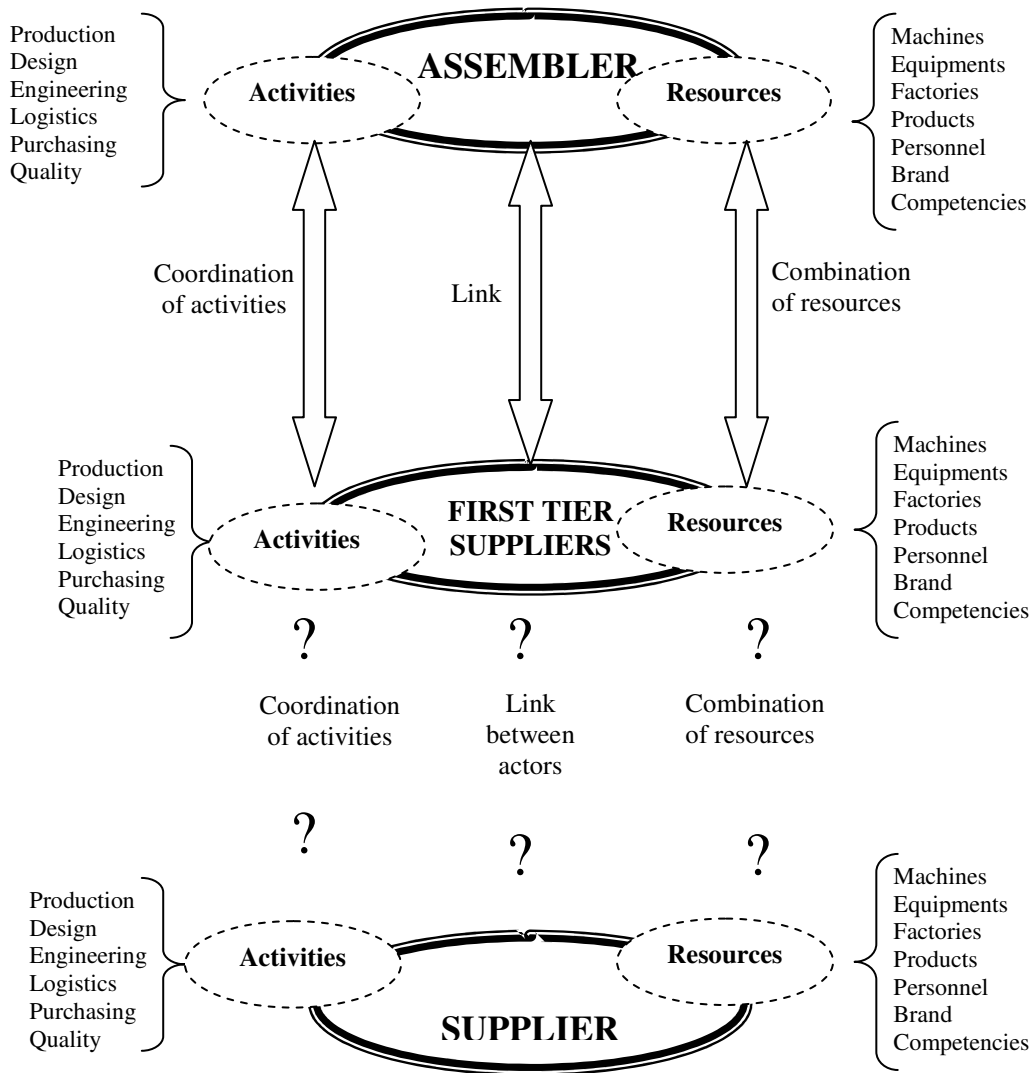 Production
Design
Engineering
Logistics
Purchasing
Quality
Activities
ASSEMBLER
Resources
Machines
Equipments
Factories
Products
Personnel
Brand
Competencies
Coordination
of activities
Link
Combination
of resources
Production
Design
Engineering
Logistics
Purchasing
Quality
Activities
FIRST TIER
SUPPLIERS
Resources
Machines
Equipments
Factories
Products
Personnel
Brand
Competencies
? ? ?
Coordination
of activities
Link
between
actors
Combination
of resources
? ? ?
Production
Design
Engineering
Logistics
Purchasing
Quality
Activities
SUPPLIER
Resources
Machines
Equipments
Factories
Products
Personnel
Brand
Competencies